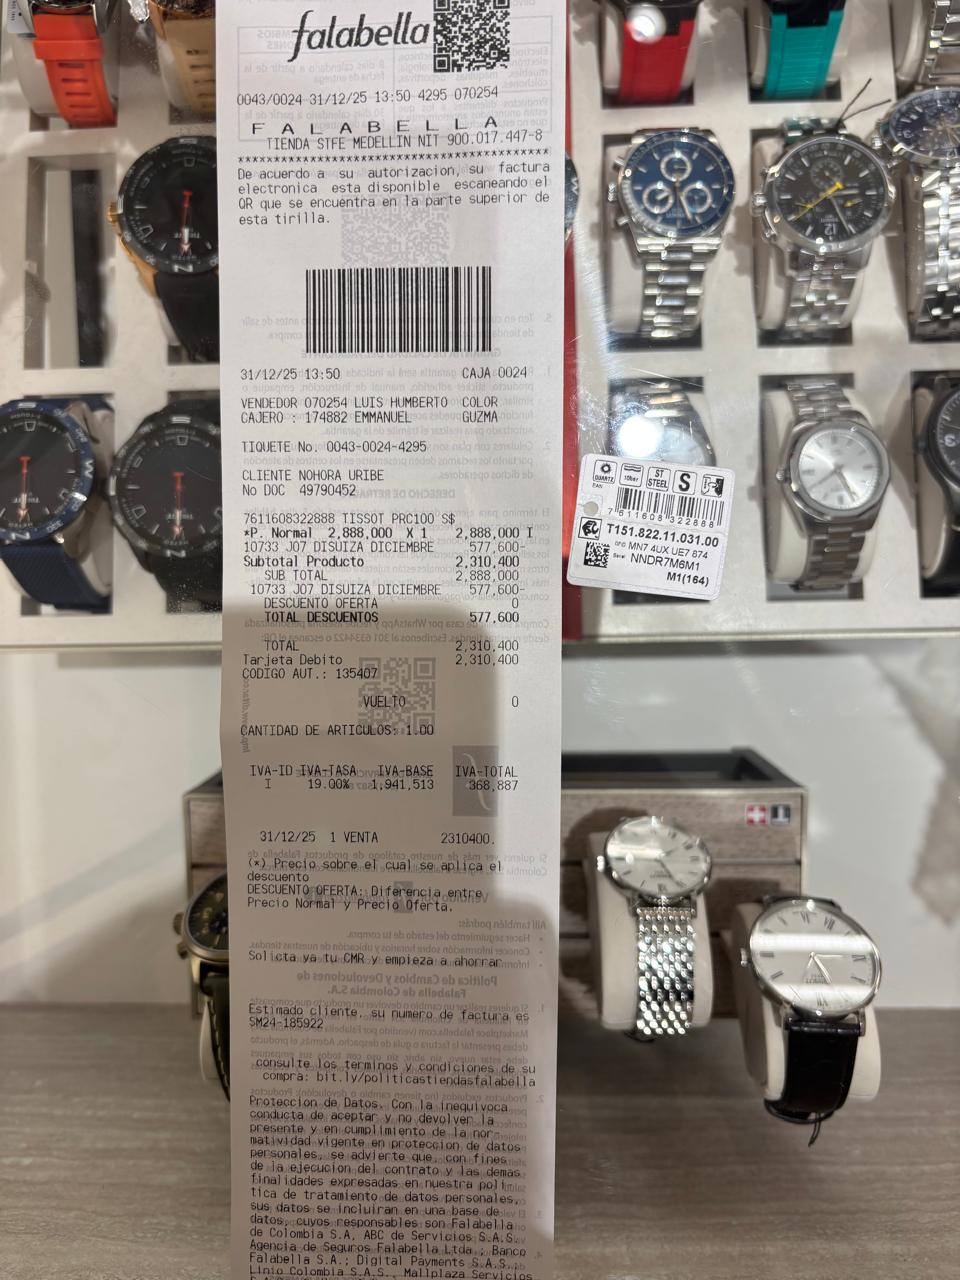 falabella
0043/0024 31/12/25 13:50 4295 070254
F A L A B E L L A
TIENDA STFE MEDELLIN NIT 900.017.447-8
**************************************
De acuerdo a su autorizacion, su factura
electronica esta disponible escaneando el
QR que se encuentra en la parte superior de
esta tirilla.
31/12/25 13:50 CAJA 0024
VENDEDOR 070254 LUIS HUMBERTO COLOR
CAJERO : 174882 EMMANUEL GUZMA
TIQUETE No. 0043-0024-4295
CLIENTE NOHORA URIBE
No DOC 49790452
7611608322888 TISSOT PRC100 S$
*P. Normal 2,888,000 X 1 2,888,000 I
10733 J07 DISUIZA DICIEMBRE 577,600-
Subtotal Producto 2,310,400
SUB TOTAL 2,888,000
10733 J07 DISUIZA DICIEMBRE 577,600-
DESCUENTO OFERTA 0
TOTAL DESCUENTOS 577,600
TOTAL 2,310,400
Tarjeta Debito 2,310,400
CODIGO AUT.: 135407
VUELTO 0
CANTIDAD DE ARTICULOS: 1.00
IVA-ID IVA-TASA IVA-BASE IVA-TOTAL
I 19.00% 1,941,513 368,887
31/12/25 1 VENTA 2310400.
(*) Precio sobre el cual se aplica el
descuento
DESCUENTO OFERTA: Diferencia entre
Precio Normal y Precio Oferta.
Solicta ya tu CMR y empieza a ahorrar
Estimado cliente, su numero de factura es
SM24-185922
consulte los terminos y condiciones de su
compra: bit.ly/politicastiendasfalabella
Proteccion de Datos. Con la inequivoca
conducta de aceptar y no devolver la
presente y en cumplimiento de la nor
matividad vigente en proteccion de datos
personales, se advierte que, con fines
de la ejecucion del contrato y las demas
finalidades expresadas en nuestra poli
tica de tratamiento de datos personales,
sus datos se incluiran en una base de
datos, cuyos responsables son Falabella
de Colombia S.A, ABC de Servicios S.A.S.
Agencia de Seguros Falabella Ltda.; Banco
Falabella S.A.; Digital Payments S.A.S.,
Linio Colombia S.A.S., Mallplaza Servicios
QUARTZ 10bar ST STEEL S
7 611608 322888
T151.822.11.031.00
MN7 4UX UE7 874
Serial NNDR7M6M1
M1(164)